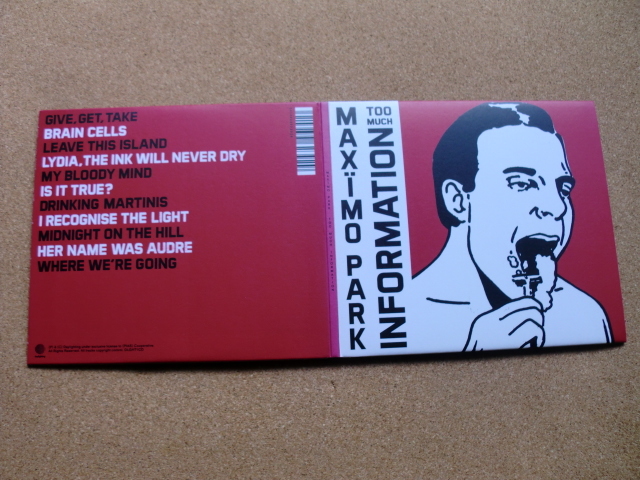 GIVE, GET, TAKE
BRAIN CELLS
LEAVE THIS ISLAND
LYDIA, THE INK WILL NEVER DRY
MY BLOODY MIND
IS IT TRUE?
DRINKING MARTINIS
I RECOGNISE THE LIGHT
MIDNIGHT ON THE HILL
HER NAME WAS AUDRE
WHERE WE'RE GOING
MAXÏMO PARK
TOO
MUCH
INFORMATION